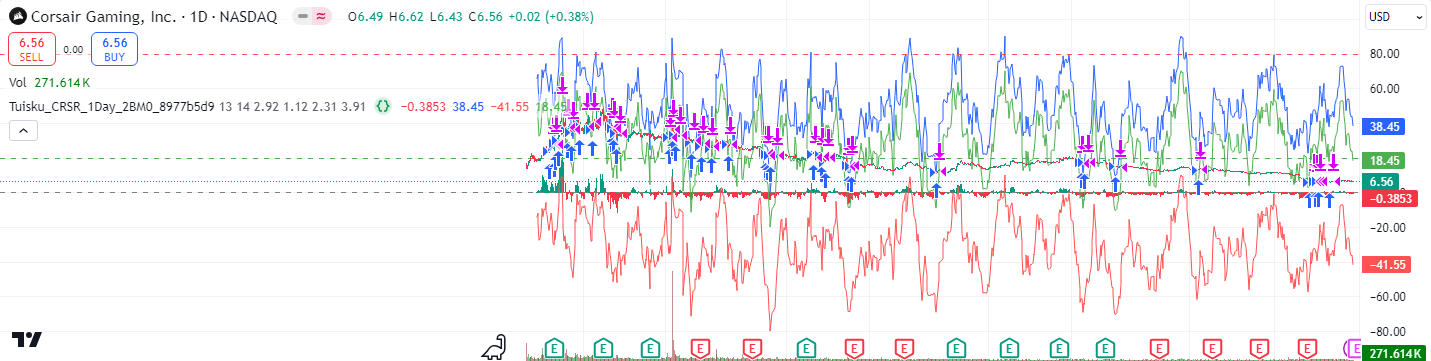 Corsair Gaming, Inc. · 1D · NASDAQ O6.49 H6.62 L6.43 C6.56 +0.02 (+0.38%)
USD
6.56
SELL
0.00
6.56
BUY
Vol 271.614 K
Tuisku_CRSR_1Day_2BM0_8977b5d9 13 14 2.92 1.12 2.31 3.91 {} −0.3853 38.45 −41.55 18.45
80.00
60.00
38.45
18.45
6.56
−0.3853
−20.00
−41.55
−60.00
−80.00
271.614 K
E E E E E E E E E E E E E E E E E